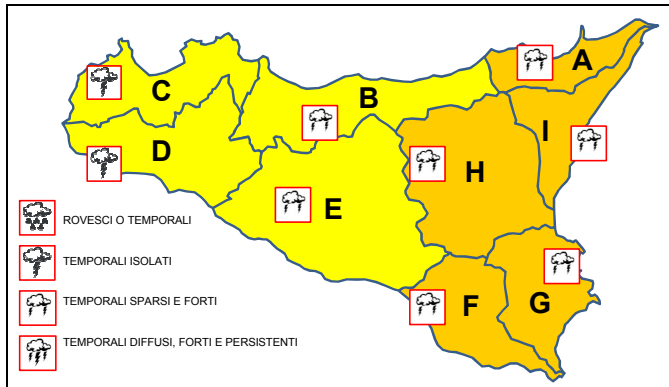 A
B
C
I
D
H
E
F
G
ROVESCI O TEMPORALI
TEMPORALI ISOLATI
TEMPORALI SPARSI E FORTI
TEMPORALI DIFFUSI, FORTI E PERSISTENTI